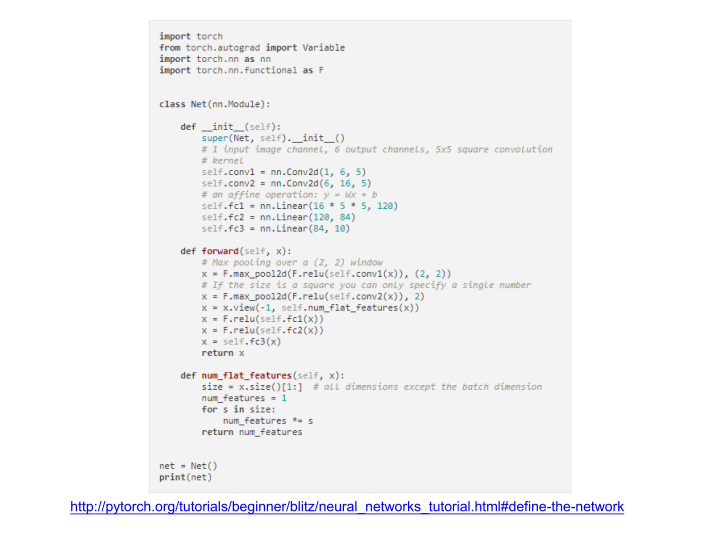 import torch
from torch.autograd import Variable
import torch.nn as nn
import torch.nn.functional as F
class Net(nn.Module):
    def __init__(self):
        super(Net, self).__init__()
        # 1 input image channel, 6 output channels, 5x5 square convolution
        # kernel
        self.conv1 = nn.Conv2d(1, 6, 5)
        self.conv2 = nn.Conv2d(6, 16, 5)
        # an affine operation: y = Wx + b
        self.fc1 = nn.Linear(16 * 5 * 5, 120)
        self.fc2 = nn.Linear(120, 84)
        self.fc3 = nn.Linear(84, 10)
    def forward(self, x):
        # Max pooling over a (2, 2) window
        x = F.max_pool2d(F.relu(self.conv1(x)), (2, 2))
        # If the size is a square you can only specify a single number
        x = F.max_pool2d(F.relu(self.conv2(x)), 2)
        x = x.view(-1, self.num_flat_features(x))
        x = F.relu(self.fc1(x))
        x = F.relu(self.fc2(x))
        x = self.fc3(x)
        return x
    def num_flat_features(self, x):
        size = x.size()[1:]  # all dimensions except the batch dimension
        num_features = 1
        for s in size:
            num_features *= s
        return num_features
net = Net()
print(net)
http://pytorch.org/tutorials/beginner/blitz/neural_networks_tutorial.html#define-the-network